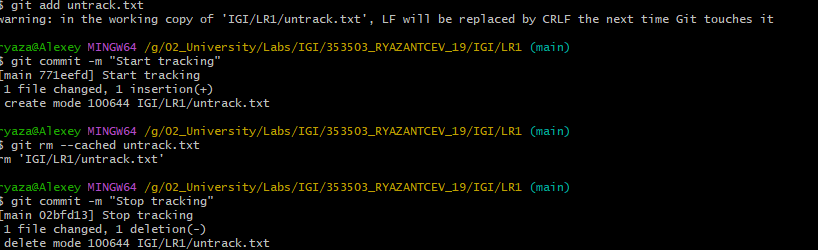 $ git add untrack.txt
warning: in the working copy of 'IGI/LR1/untrack.txt', LF will be replaced by CRLF the next time Git touches it
ryaza@Alexey MINGW64 /g/02_University/Labs/IGI/353503_RYAZANTCEV_19/IGI/LR1 (main)
$ git commit -m "Start tracking"
[main 771eefd] Start tracking
1 file changed, 1 insertion(+)
create mode 100644 IGI/LR1/untrack.txt
ryaza@Alexey MINGW64 /g/02_University/Labs/IGI/353503_RYAZANTCEV_19/IGI/LR1 (main)
$ git rm --cached untrack.txt
rm 'IGI/LR1/untrack.txt'
ryaza@Alexey MINGW64 /g/02_University/Labs/IGI/353503_RYAZANTCEV_19/IGI/LR1 (main)
$ git commit -m "Stop tracking"
[main 02bfd13] Stop tracking
1 file changed, 1 deletion(-)
delete mode 100644 IGI/LR1/untrack.txt